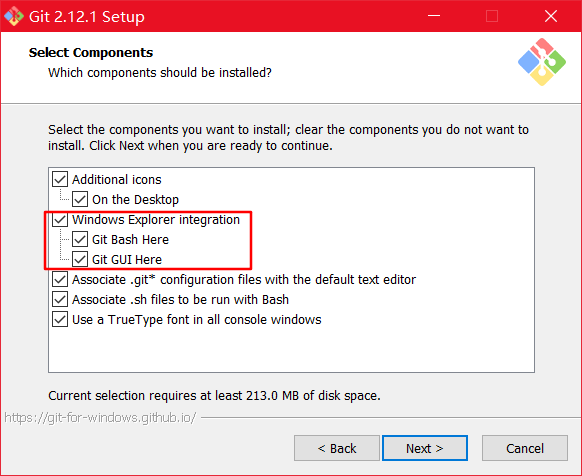 Git 2.12.1 Setup
Select Components
Which components should be installed?
Select the components you want to install; clear the components you do not want to
install. Click Next when you are ready to continue.
Additional icons
On the Desktop
Windows Explorer integration
Git Bash Here
Git GUI Here
Associate .git* configuration files with the default text editor
Associate .sh files to be run with Bash
Use a TrueType font in all console windows
Current selection requires at least 213.0 MB of disk space.
https://git-for-windows.github.io/
< Back
Next >
Cancel